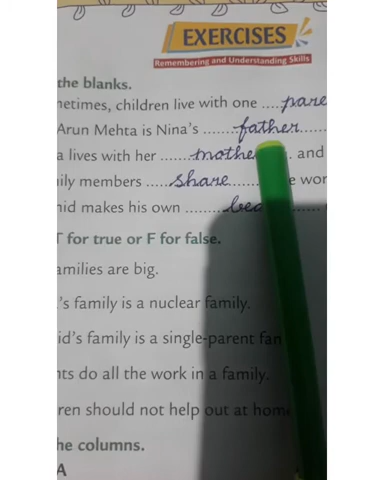 EXERCISES
Remembering and Understanding Skills
the blanks.
metimes, children live with one ....pare
Arun Mehta is Nina's ......father......
a lives with her ......mothe . and
ily members .....share....... e wor
hid makes his own ........be
T for true or F for false.
amilies are big.
's family is a nuclear family.
id's family is a single-parent fan
nts do all the work in a family.
ren should not help out at hom
he columns.
A